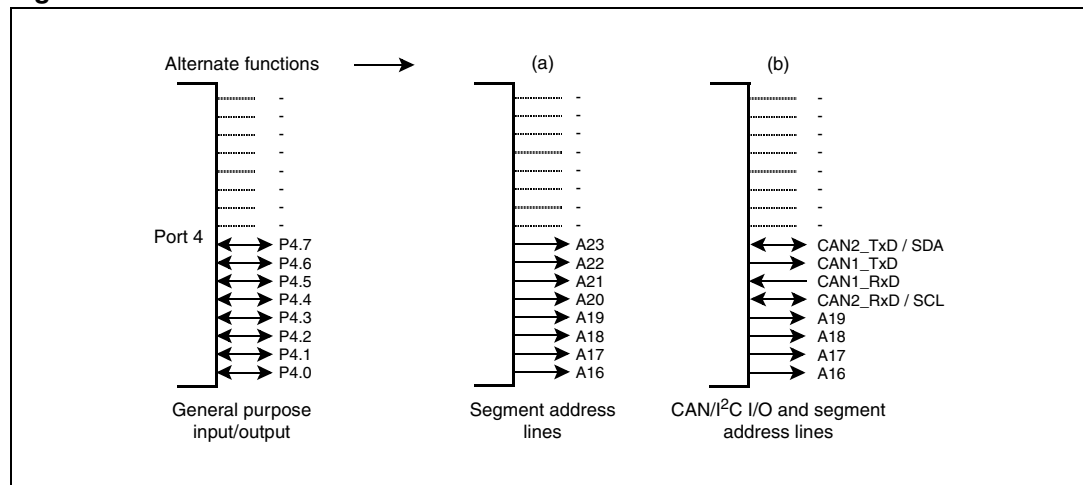 Alternate functions (a) (b)
- - -
- - -
- - -
- - -
- - -
- - -
- - -
- - -
Port 4
P4.7 A23 CAN2_TxD / SDA
P4.6 A22 CAN1_TxD
P4.5 A21 CAN1_RxD
P4.4 A20 CAN2_RxD / SCL
P4.3 A19 A19
P4.2 A18 A18
P4.1 A17 A17
P4.0 A16 A16
General purpose Segment address CAN/I²C I/O and segment
input/output lines address lines